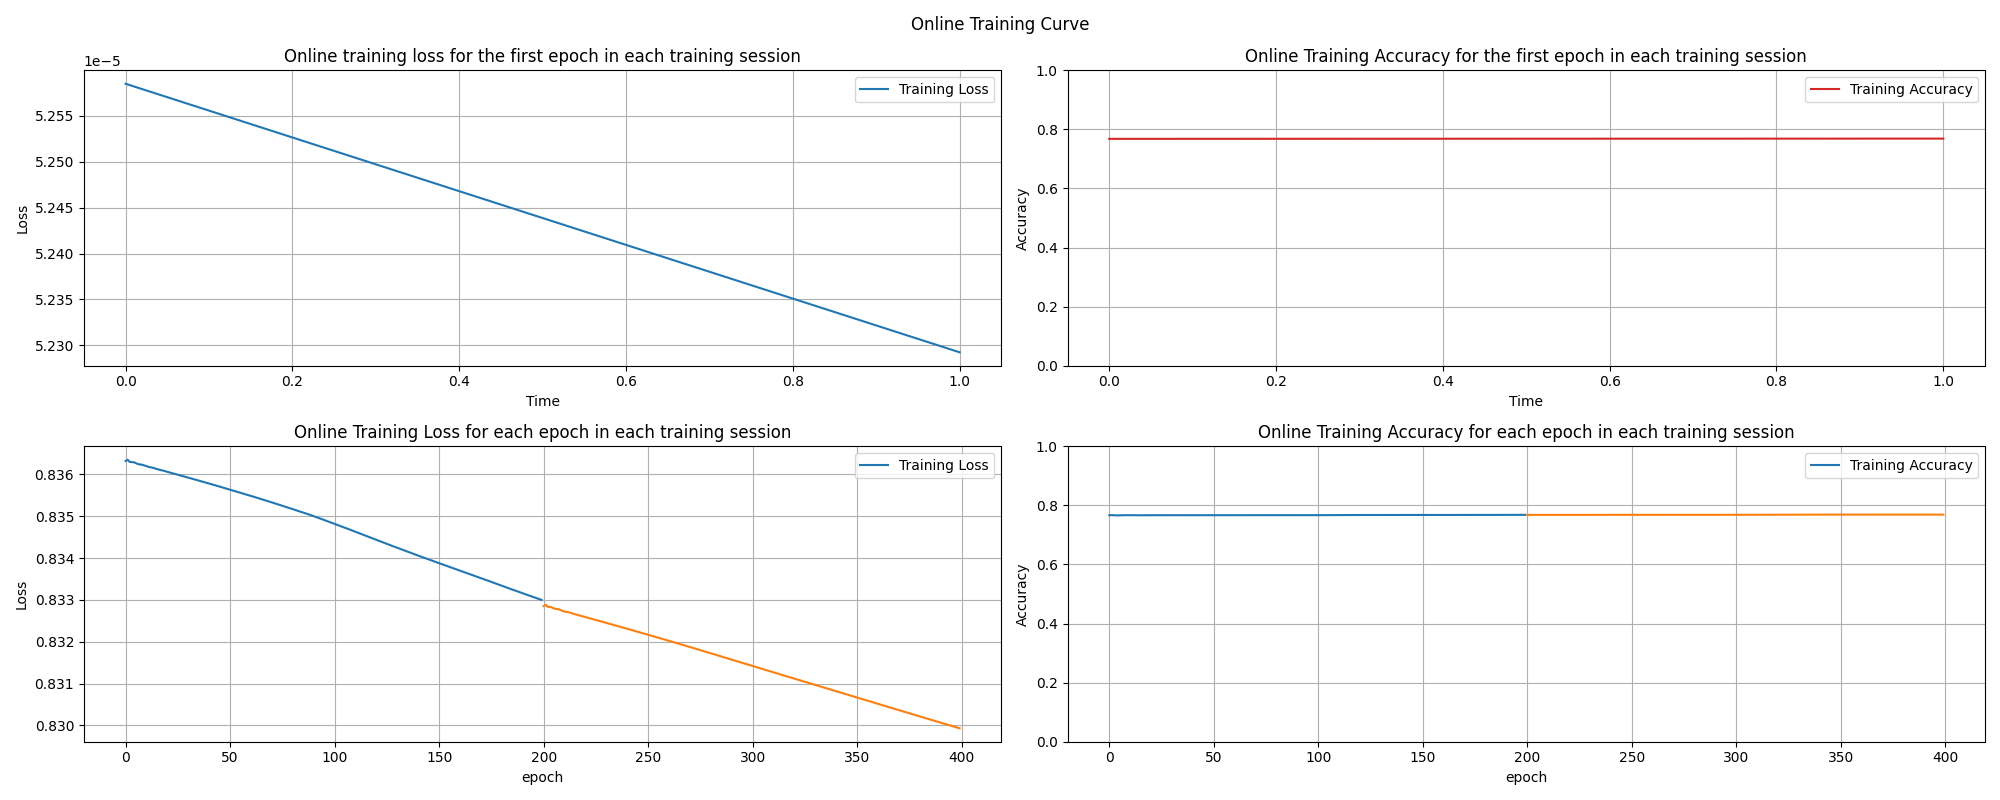 Online Training Curve
Online training loss for the first epoch in each training session
1e−5
Training Loss
5.255
5.250
5.245
5.240
5.235
5.230
Loss
0.0 0.2 0.4 0.6 0.8 1.0
Time
Online Training Accuracy for the first epoch in each training session
Training Accuracy
1.0
0.8
0.6
0.4
0.2
0.0
Accuracy
0.0 0.2 0.4 0.6 0.8 1.0
Time
Online Training Loss for each epoch in each training session
Training Loss
0.836
0.835
0.834
0.833
0.832
0.831
0.830
Loss
0 50 100 150 200 250 300 350 400
epoch
Online Training Accuracy for each epoch in each training session
Training Accuracy
1.0
0.8
0.6
0.4
0.2
0.0
Accuracy
0 50 100 150 200 250 300 350 400
epoch